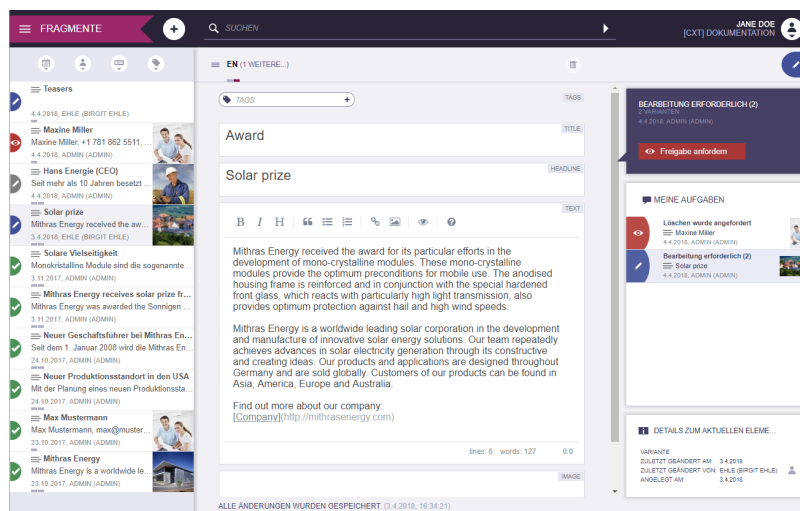 FRAGMENTE
SUCHEN
JANE DOE
[CXT] DOKUMENTATION
EN (1 WEITERE...)
Teasers
4.4.2018, EHLE (BIRGIT EHLE)
Maxine Miller
Maxine Miller, +1 781 862 5511, ...
4.4.2018, ADMIN (ADMIN)
Hans Energie (CEO)
Seit mehr als 10 Jahren besetzt ...
4.4.2018, ADMIN (ADMIN)
Solar prize
Mithras Energy received the aw...
3.4.2018, EHLE (BIRGIT EHLE)
Solare Vielseitigkeit
Monokristalline Module sind die sogenannte...
3.11.2017, ADMIN (ADMIN)
Mithras Energy receives solar prize fr...
Mithras Energy was awarded the Sonnigen ...
3.11.2017, ADMIN (ADMIN)
Neuer Geschäftsführer bei Mithras En...
Seit dem 1. Januar 2008 wird die Mithras En...
24.10.2017, ADMIN (ADMIN)
Neuer Produktionsstandort in den USA
Mit der Planung eines neuen Produktionssta...
24.10.2017, ADMIN (ADMIN)
Max Mustermann
Max Mustermann, max@muster...
23.10.2017, ADMIN (ADMIN)
Mithras Energy
Mithras Energy is a worldwide le...
23.10.2017, ADMIN (ADMIN)
TAGS
TAGS
Award
TITLE
Solar prize
HEADLINE
TEXT
B I H
Mithras Energy received the award for its particular efforts in the
development of mono-crystalline modules. These mono-crystalline
modules provide the optimum preconditions for mobile use. The anodised
housing frame is reinforced and in conjunction with the special hardened
front glass, which reacts with particularly high light transmission, also
provides optimum protection against hail and high wind speeds.
Mithras Energy is a worldwide leading solar corporation in the development
and manufacture of innovative solar energy solutions. Our team repeatedly
achieves advances in solar electricity generation through its constructive
and creating ideas. Our products and applications are designed throughout
Germany and are sold globally. Customers of our products can be found in
Asia, America, Europe and Australia.
Find out more about our company:
[Company](http://mithrasenergy.com)
lines: 6 words: 127 0:0
IMAGE
ALLE ÄNDERUNGEN WURDEN GESPEICHERT. (3.4.2018, 16:34:21)
BEARBEITUNG ERFORDERLICH (2)
2 VARIANTEN
4.4.2018, ADMIN (ADMIN)
Freigabe anfordern
MEINE AUFGABEN
Löschen wurde angefordert
Maxine Miller
4.4.2018, ADMIN (ADMIN)
Bearbeitung erforderlich (2)
Solar prize
4.4.2018, ADMIN (ADMIN)
DETAILS ZUM AKTUELLEN ELEME...
VARIANTE
ZULETZT GEÄNDERT AM: 3.4.2018
ZULETZT GEÄNDERT VON: EHLE (BIRGIT EHLE)
ANGELEGT AM: 3.4.2018